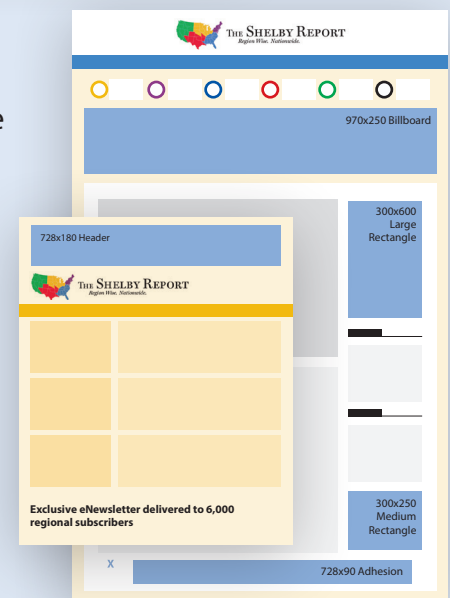 THE SHELBY REPORT
Region Wise. Nationwide.
e
970x250 Billboard
300x600
Large
Rectangle
728x180 Header
THE SHELBY REPORT
Region Wise. Nationwide.
Exclusive eNewsletter delivered to 6,000
regional subscribers
300x250
Medium
Rectangle
X
728x90 Adhesion